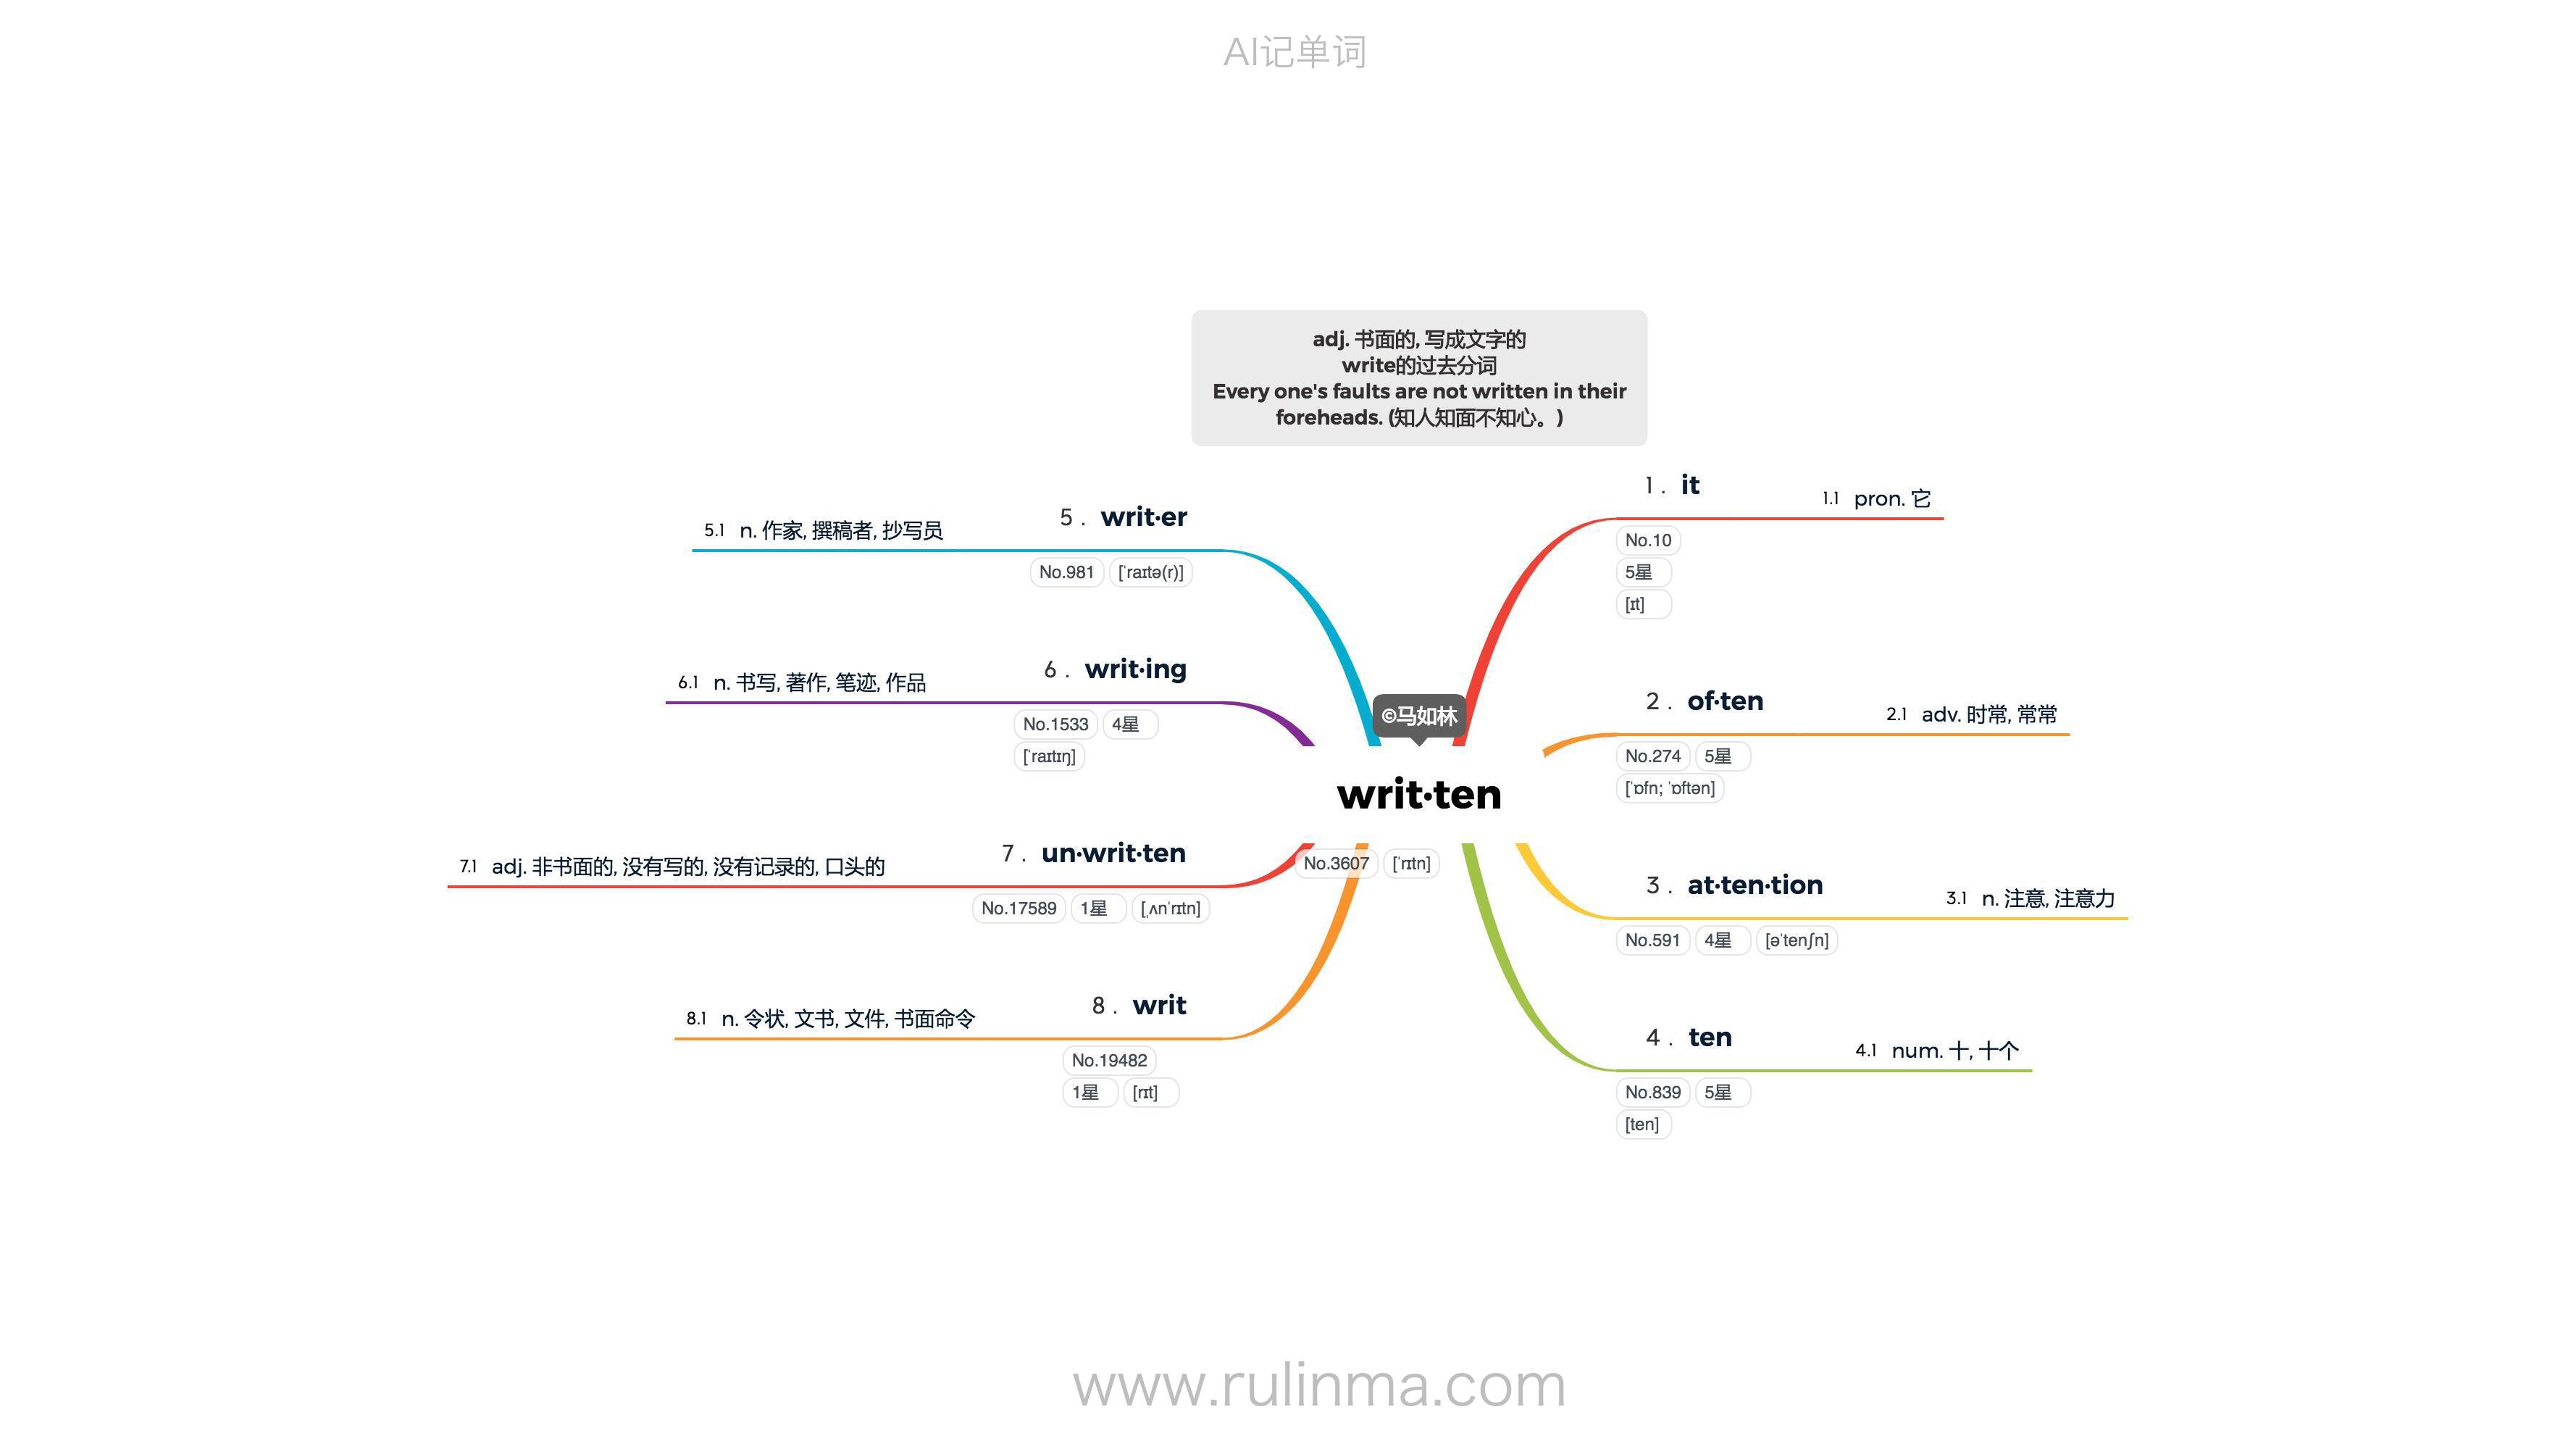 AI记单词
adj. 书面的, 写成文字的
write的过去分词
Every one's faults are not written in their
foreheads. (知人知面不知心。)
©马如林
writ·ten
No.3607 [ˈrɪtn]
1 . it
1.1 pron. 它
No.10
5星
[ɪt]
2 . of·ten
2.1 adv. 时常, 常常
No.274 5星
[ˈɒfn; ˈɒftən]
3 . at·ten·tion
3.1 n. 注意, 注意力
No.591 4星 [əˈtenʃn]
4 . ten
4.1 num. 十, 十个
No.839 5星
[ten]
5 . writ·er
5.1 n. 作家, 撰稿者, 抄写员
No.981 [ˈraɪtə(r)]
6 . writ·ing
6.1 n. 书写, 著作, 笔迹, 作品
No.1533 4星
[ˈraɪtɪŋ]
7 . un·writ·ten
7.1 adj. 非书面的, 没有写的, 没有记录的, 口头的
No.17589 1星 [ˌʌnˈrɪtn]
8 . writ
8.1 n. 令状, 文书, 文件, 书面命令
No.19482
1星 [rɪt]
www.rulinma.com